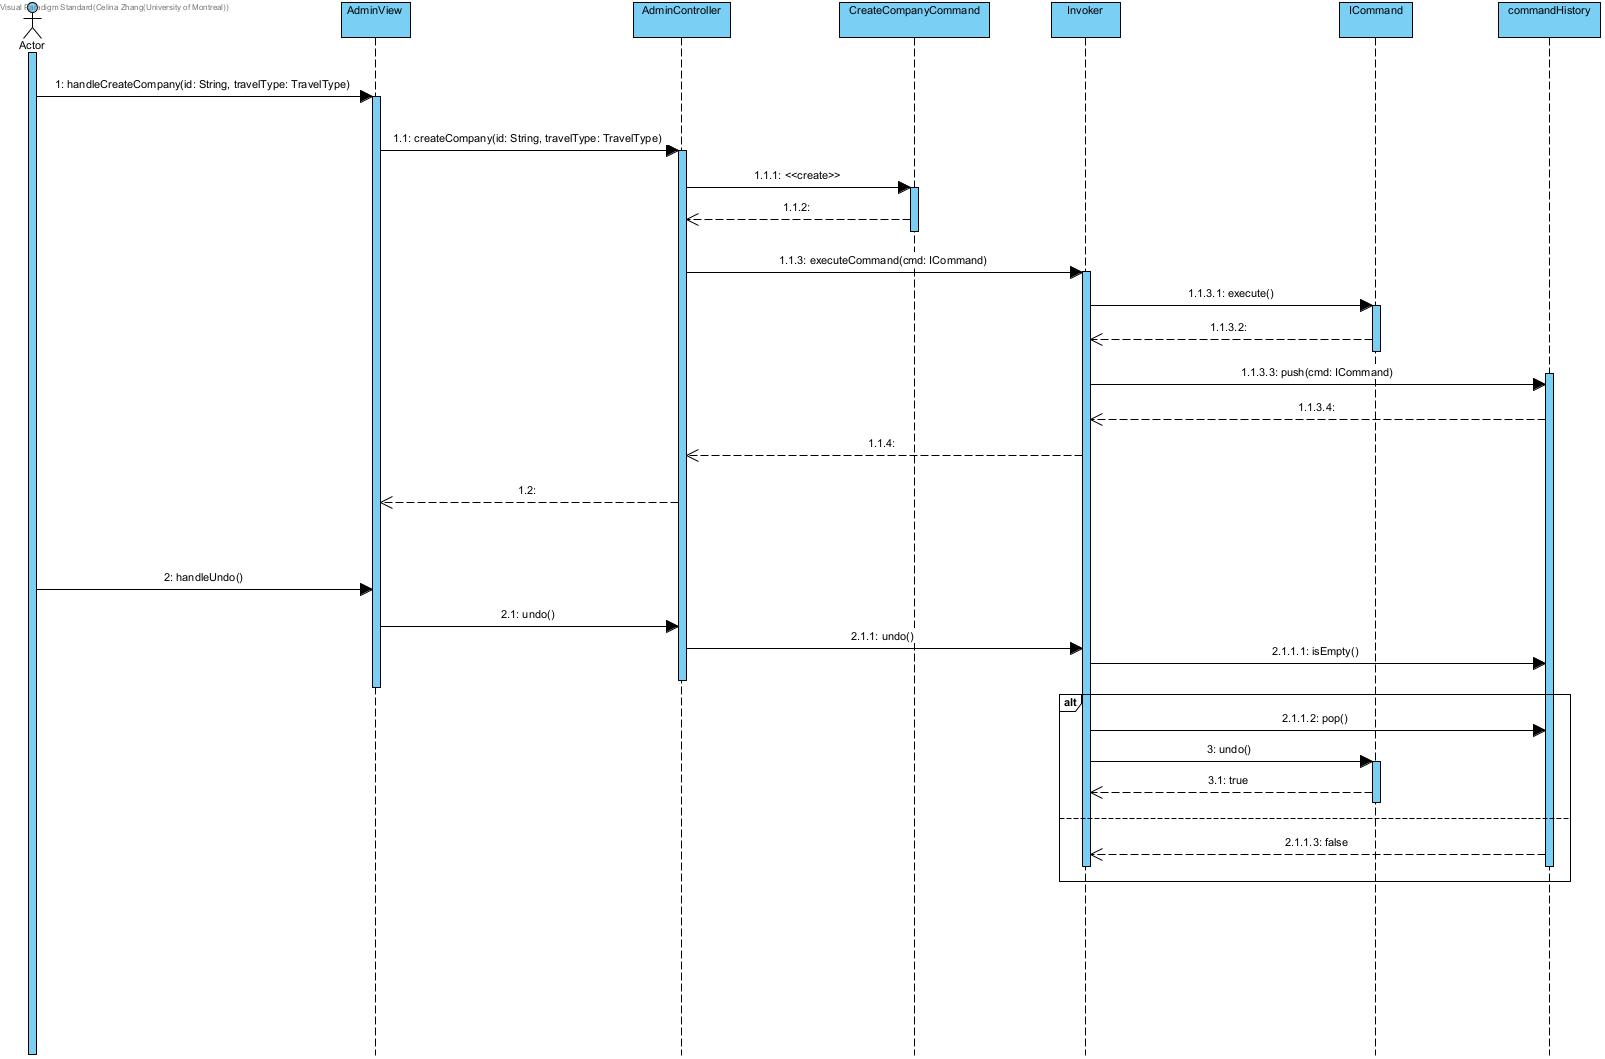 Visual Paradigm Standard(Celina Zhang(University of Montreal))
Actor
AdminView
AdminController
CreateCompanyCommand
Invoker
ICommand
commandHistory
1: handleCreateCompany(id: String, travelType: TravelType)
1.1: createCompany(id: String, travelType: TravelType)
1.1.1: <<create>>
1.1.2:
1.1.3: executeCommand(cmd: ICommand)
1.1.3.1: execute()
1.1.3.2:
1.1.3.3: push(cmd: ICommand)
1.1.3.4:
1.1.4:
1.2:
2: handleUndo()
2.1: undo()
2.1.1: undo()
2.1.1.1: isEmpty()
alt
2.1.1.2: pop()
3: undo()
3.1: true
2.1.1.3: false